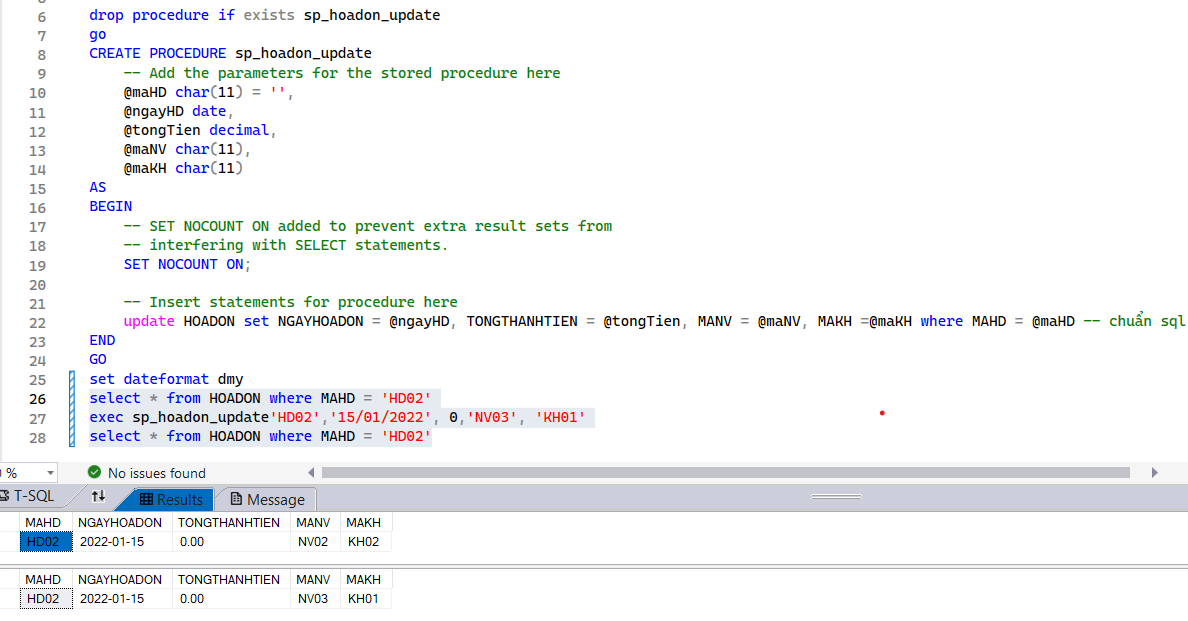 6 drop procedure if exists sp_hoadon_update
7 go
8 CREATE PROCEDURE sp_hoadon_update
9 -- Add the parameters for the stored procedure here
10 @maHD char(11) = '',
11 @ngayHD date,
12 @tongTien decimal,
13 @maNV char(11),
14 @maKH char(11)
15 AS
16 BEGIN
17 -- SET NOCOUNT ON added to prevent extra result sets from
18 -- interfering with SELECT statements.
19 SET NOCOUNT ON;
20
21 -- Insert statements for procedure here
22 update HOADON set NGAYHOADON = @ngayHD, TONGTHANHTIEN = @tongTien, MANV = @maNV, MAKH =@maKH where MAHD = @maHD -- chuẩn sql
23 END
24 GO
25 set dateformat dmy
26 select * from HOADON where MAHD = 'HD02'
27 exec sp_hoadon_update'HD02','15/01/2022', 0,'NV03', 'KH01'
28 select * from HOADON where MAHD = 'HD02'
% No issues found
T-SQL Results Message
MAHD NGAYHOADON TONGTHANHTIEN MANV MAKH
HD02 2022-01-15 0.00 NV02 KH02
MAHD NGAYHOADON TONGTHANHTIEN MANV MAKH
HD02 2022-01-15 0.00 NV03 KH01